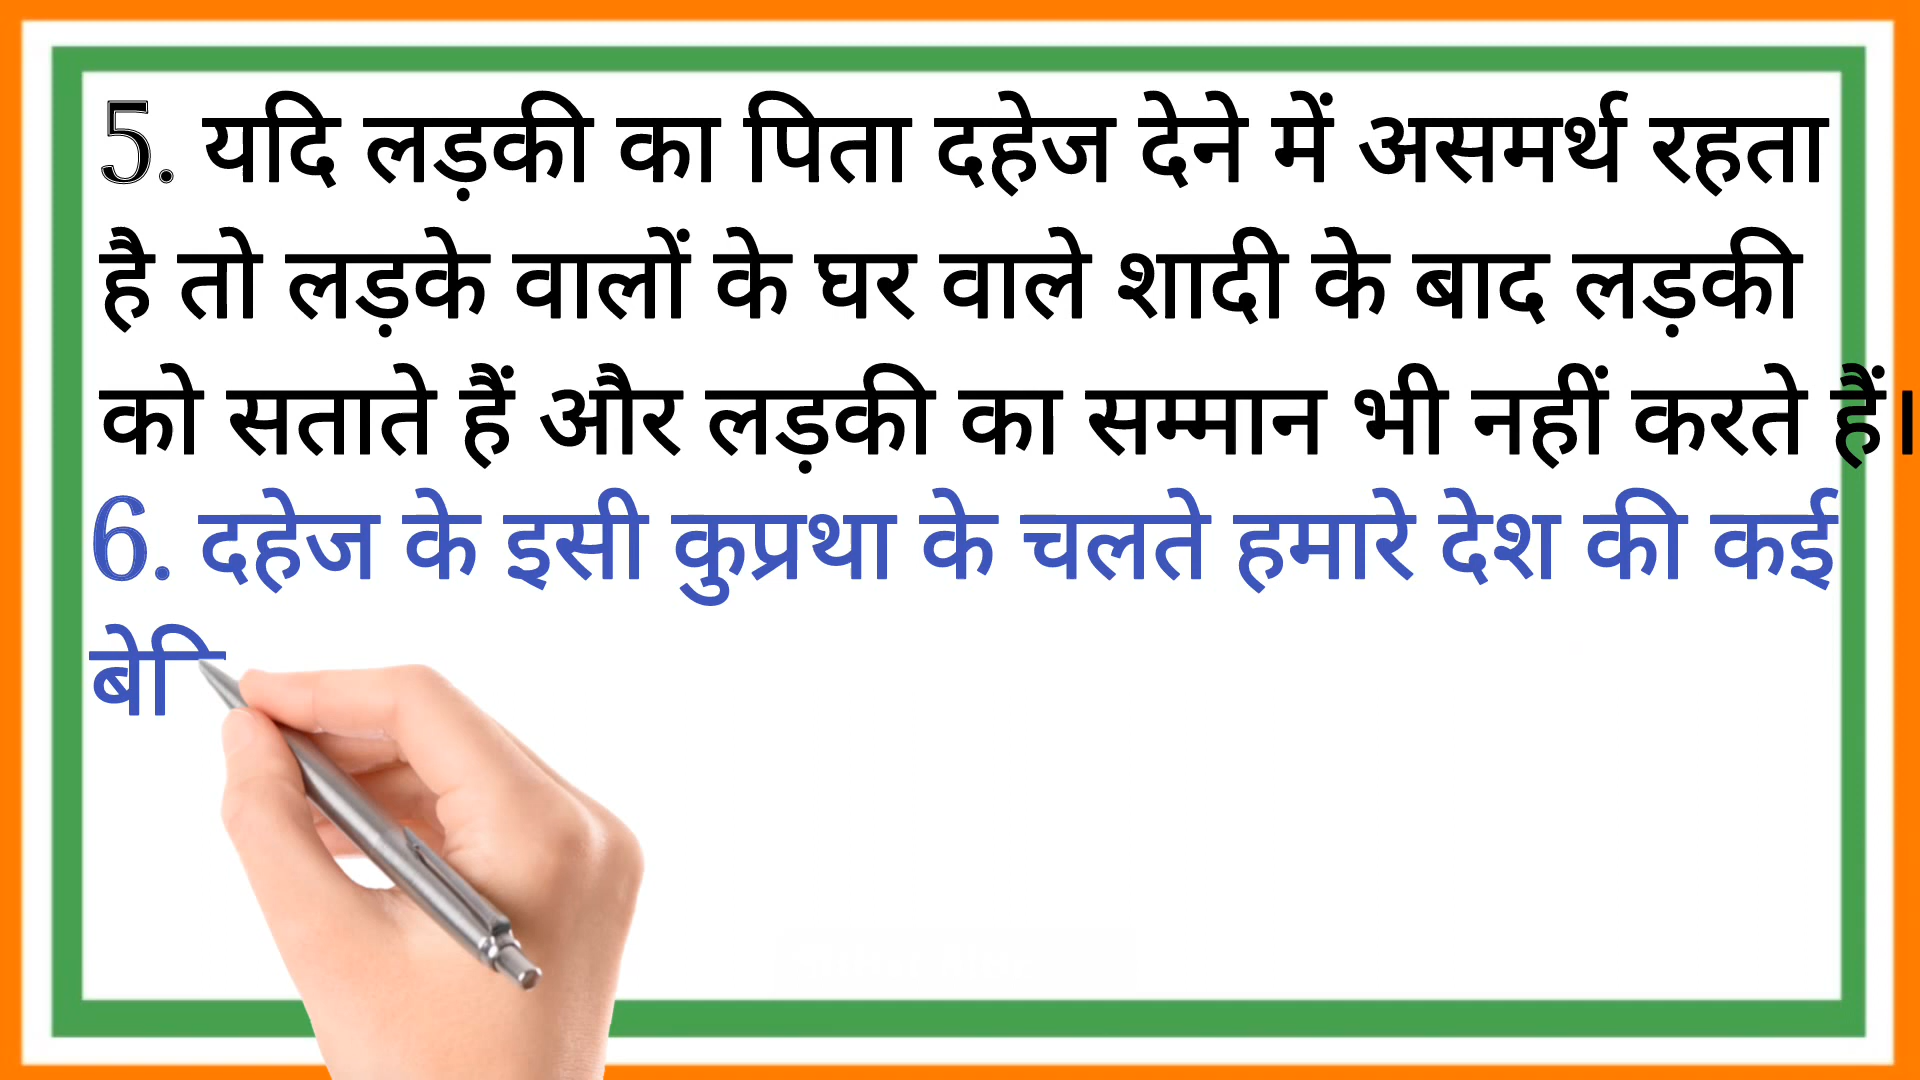 5. यदि लड़की का पिता दहेज देने में असमर्थ रहता
है तो लड़के वालों के घर वाले शादी के बाद लड़की
को सताते हैं और लड़की का सम्मान भी नहीं करते हैं।
6. दहेज के इसी कुप्रथा के चलते हमारे देश की कई